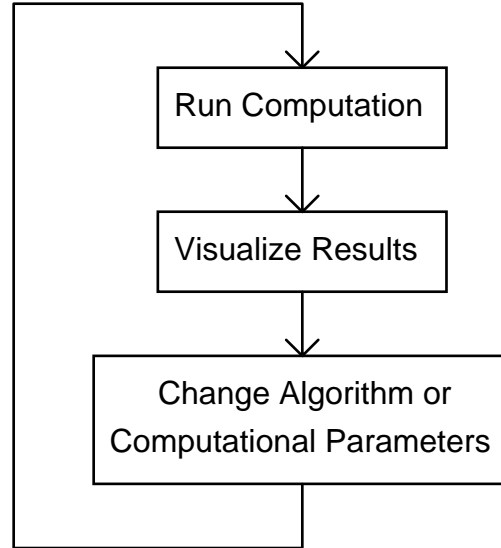 Run Computation
Visualize Results
Change Algorithm or
Computational Parameters